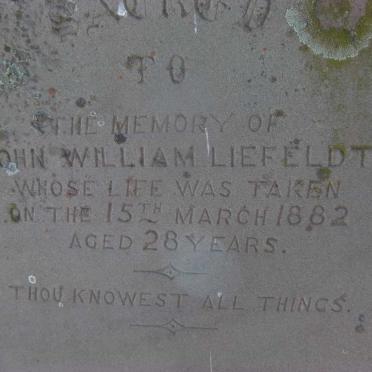 TO
THE MEMORY OF
JOHN WILLIAM LIEFELDT
WHOSE LIFE WAS TAKEN
ON THE 15TH MARCH 1882
AGED 28 YEARS.
THOU KNOWEST ALL THINGS.